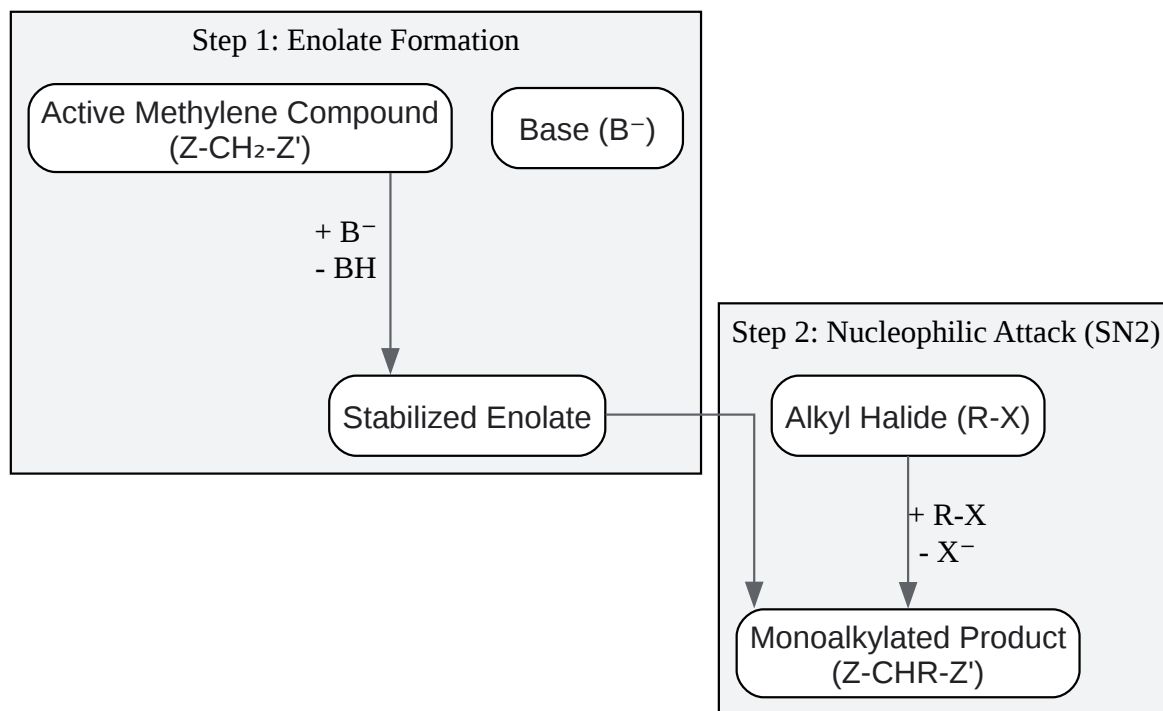 Step 1: Enolate Formation
Active Methylene Compound
(Z-CH₂-Z')
Base (B⁻)
+ B⁻
- BH
Stabilized Enolate
Step 2: Nucleophilic Attack (SN2)
Alkyl Halide (R-X)
+ R-X
- X⁻
Monoalkylated Product
(Z-CHR-Z')